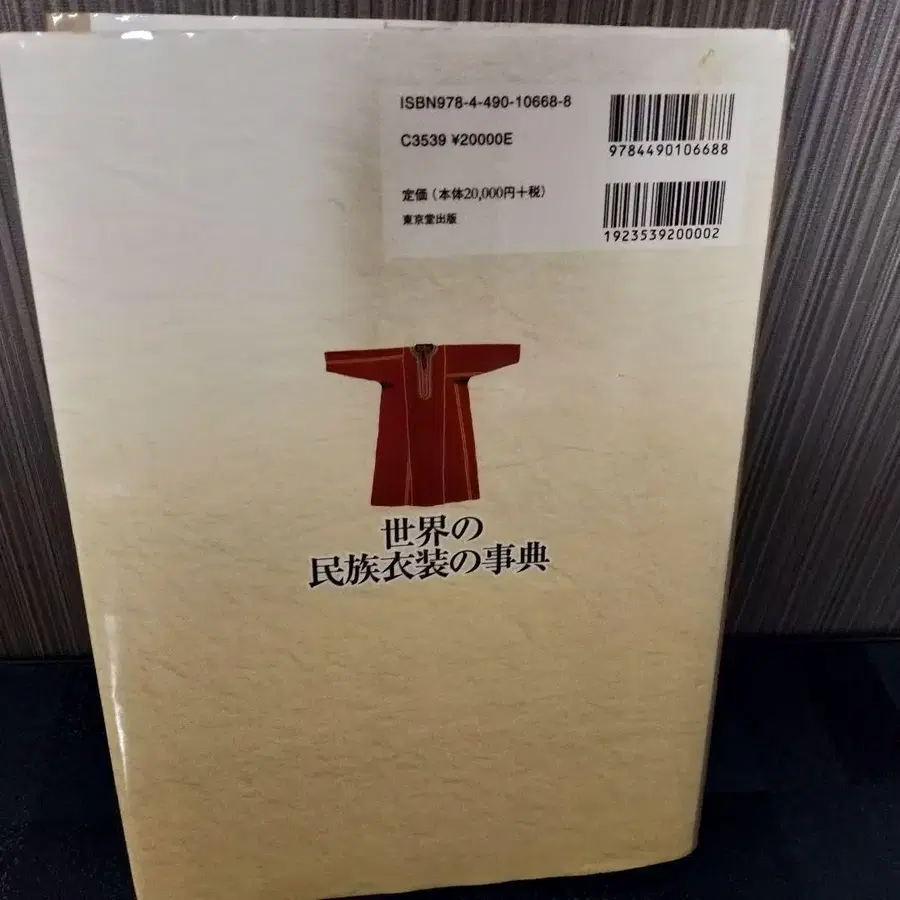 ISBN978-4-490-10668-8
C3539 ¥20000E
9784490106688
定価(本体20,000円+税)
東京堂出版
1923539200002
世界の
民族衣装の事典